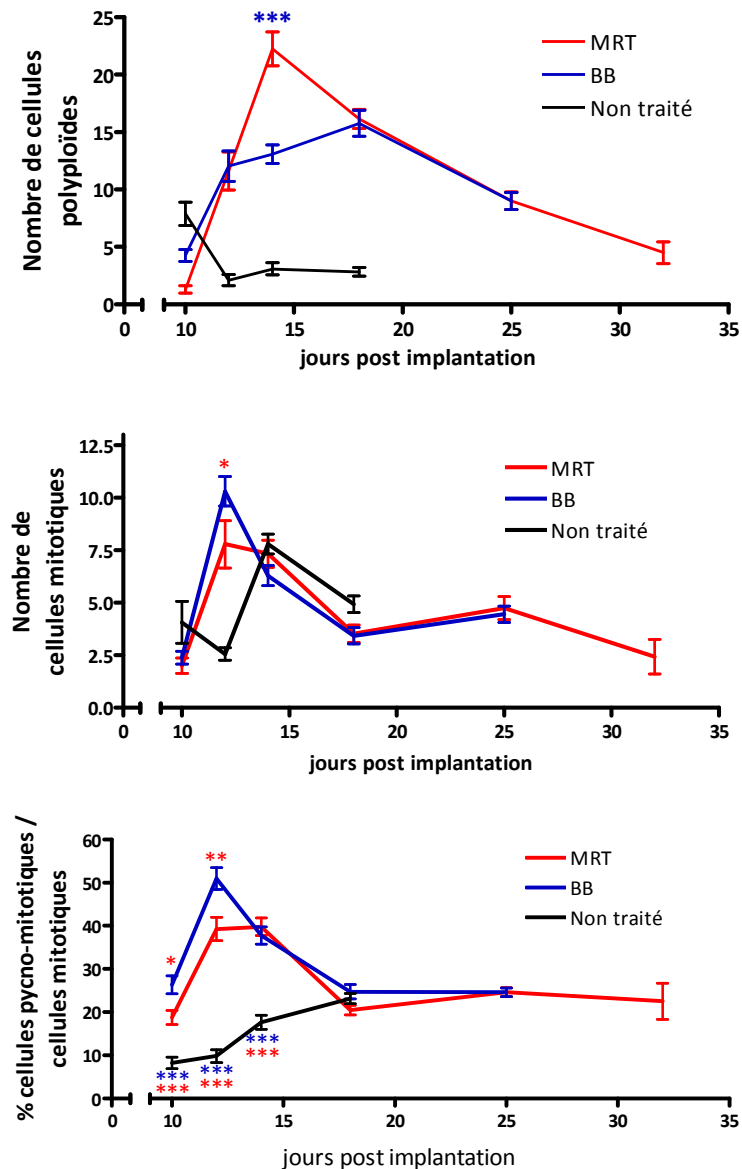 ***
25
20
15
10
5
0
Nombre de cellules
polyploïdes
MRT
BB
Non traité
0
10
15
20
25
30
35
jours post implantation
12.5
10.0
7.5
5.0
2.5
0.0
Nombre de
cellules mitotiques
*
MRT
BB
Non traité
0
10
15
20
25
30
35
jours post implantation
60
50
40
30
20
10
0
% cellules pycno-mitotiques /
cellules mitotiques
**
*
MRT
BB
Non traité
***
***
***
***
***
***
0
10
15
20
25
30
35
jours post implantation